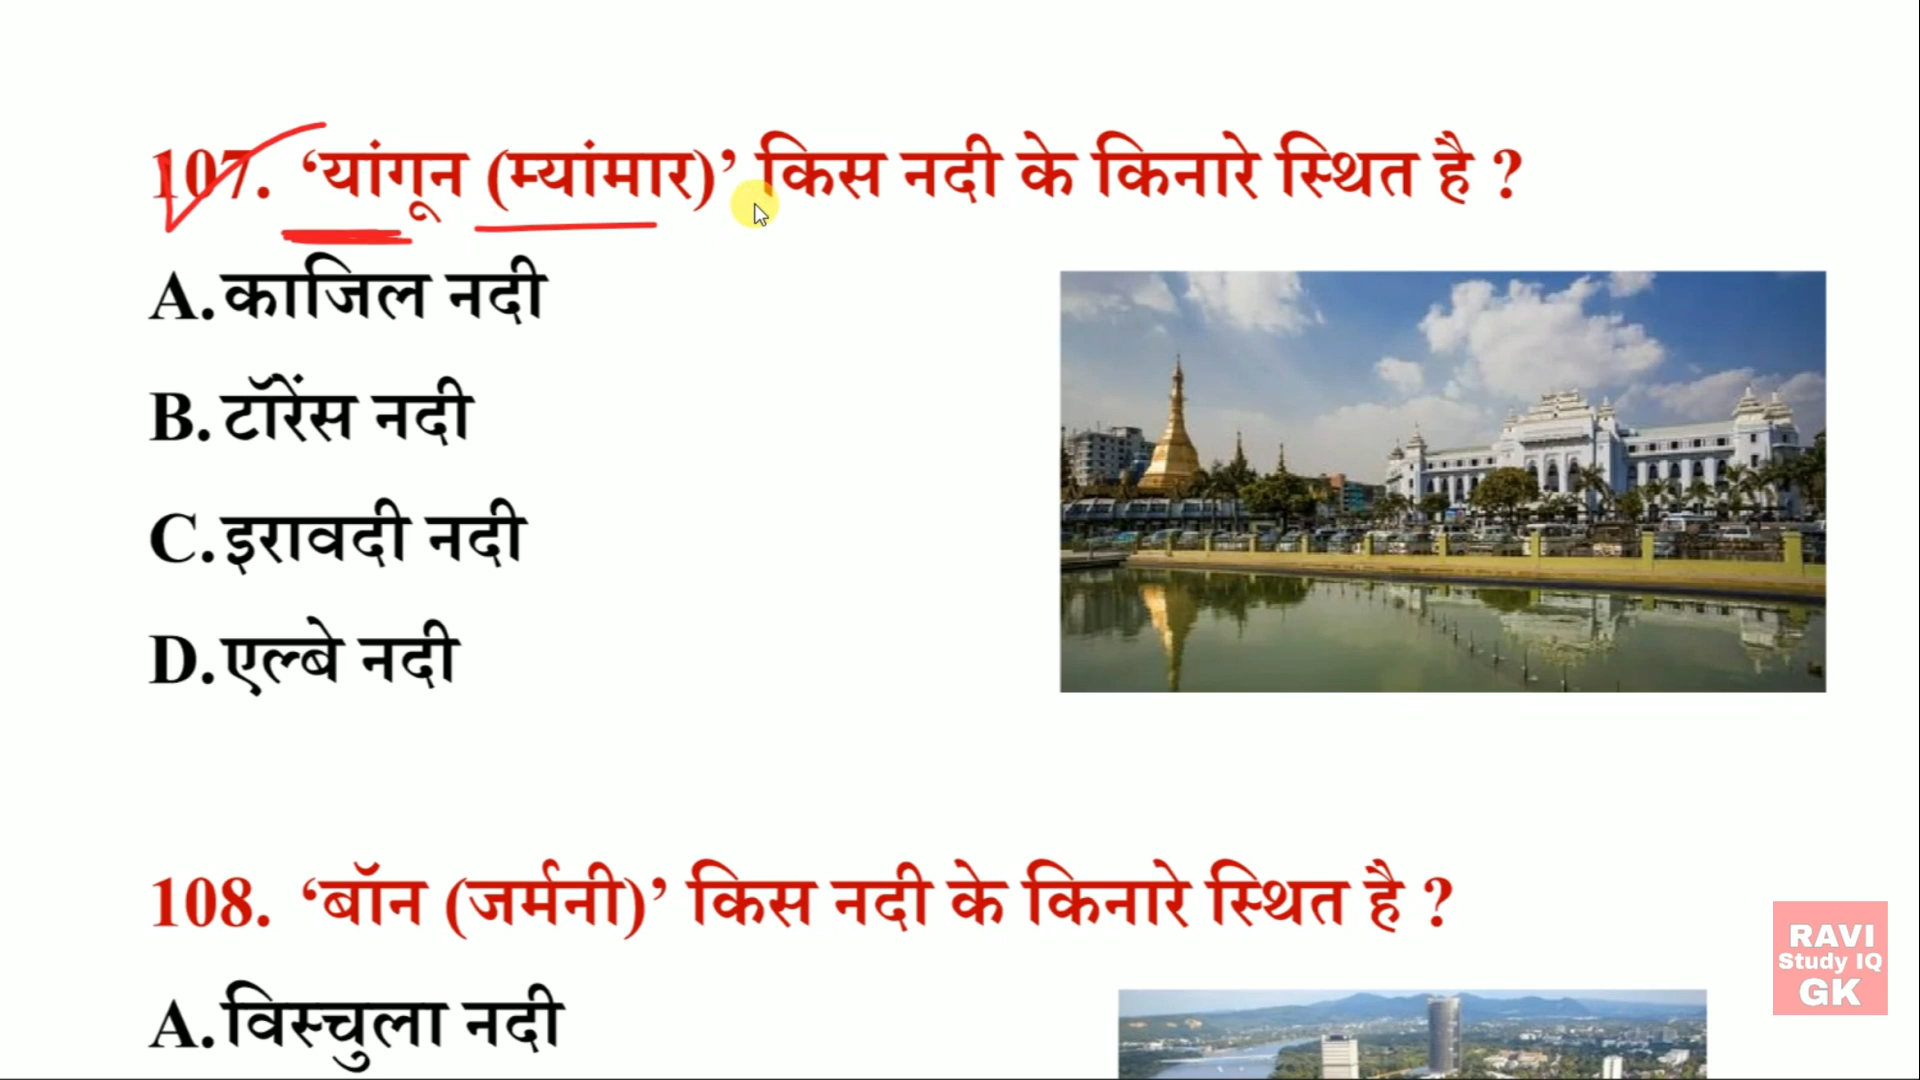 107. ‘यांगून (म्यांमार)’ किस नदी के किनारे स्थित है ?
A. काजिल नदी
B. टॉरेंस नदी
C. इरावदी नदी
D. एल्बे नदी
108. ‘बॉन (जर्मनी)’ किस नदी के किनारे स्थित है ?
A. विस्चुला नदी
RAVI
Study IQ
GK